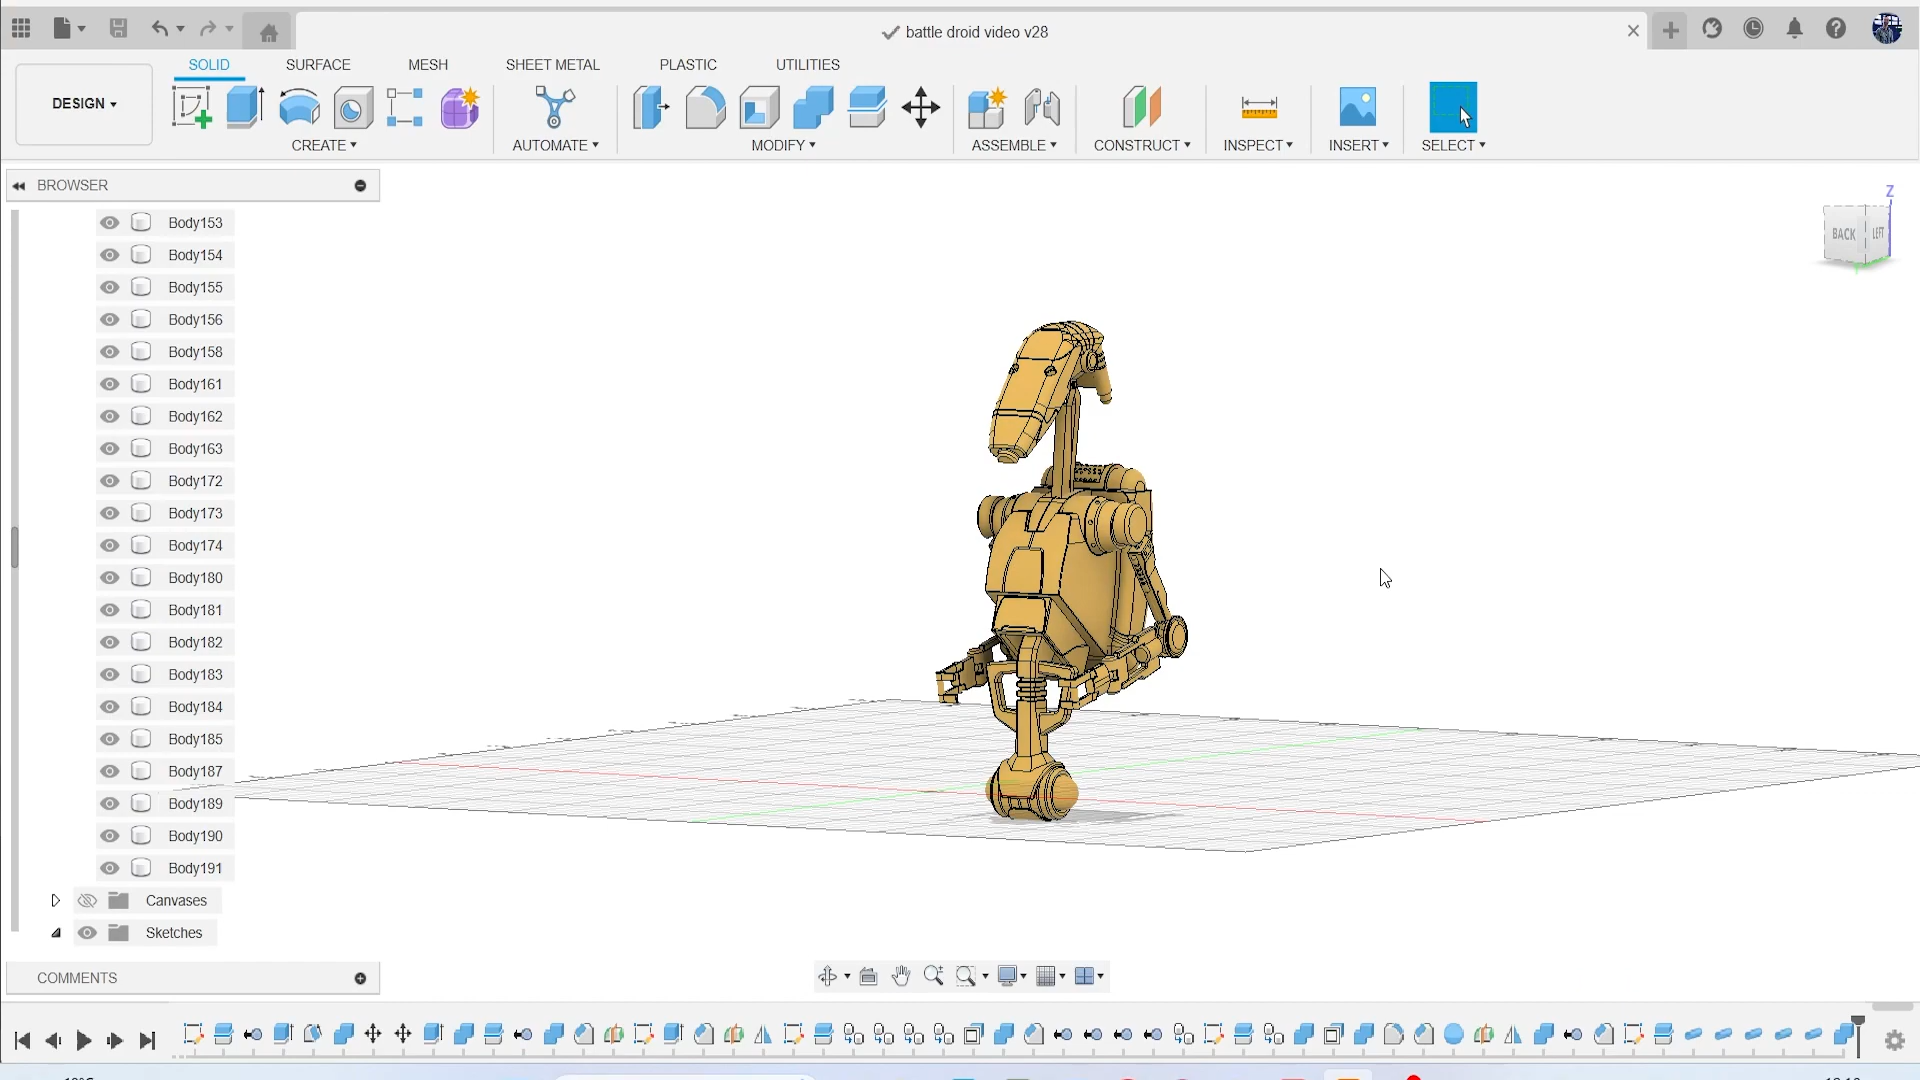 battle droid video v28
SOLID
SURFACE
MESH
SHEET METAL
PLASTIC
UTILITIES
DESIGN
CREATE
AUTOMATE
MODIFY
ASSEMBLE
CONSTRUCT
INSPECT
INSERT
SELECT
BROWSER
Body153
Body154
Body155
Body156
Body158
Body161
Body162
Body163
Body172
Body173
Body174
Body180
Body181
Body182
Body183
Body184
Body185
Body187
Body189
Body190
Body191
Canvases
Sketches
Z
BACK
LEFT
COMMENTS